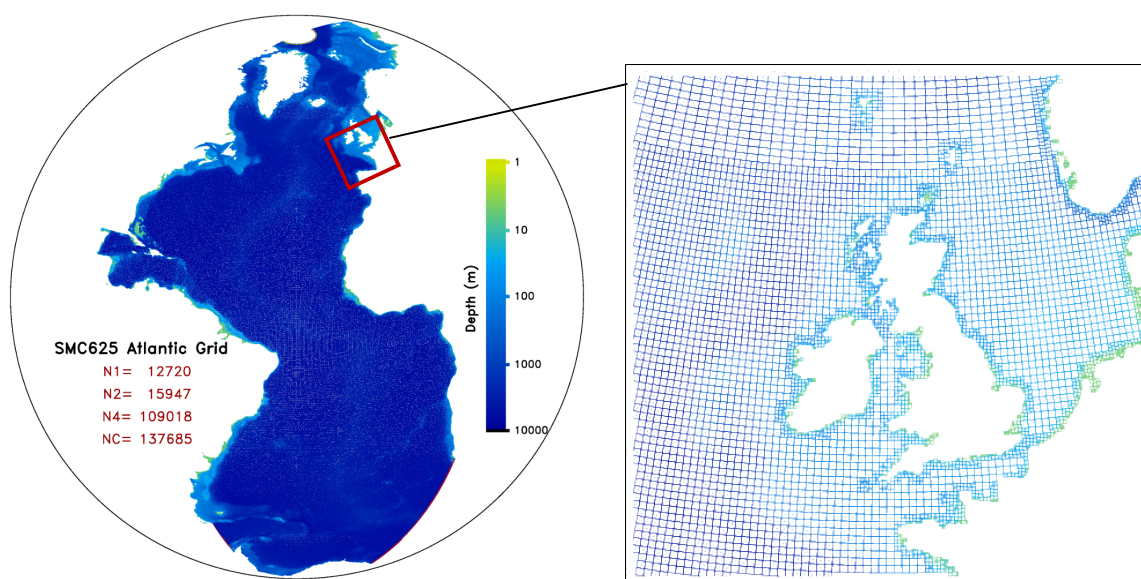 SMC625 Atlantic Grid
N1= 12720
N2= 15947
N4= 109018
NC= 137685
1
10
100
1000
10000
Depth (m)